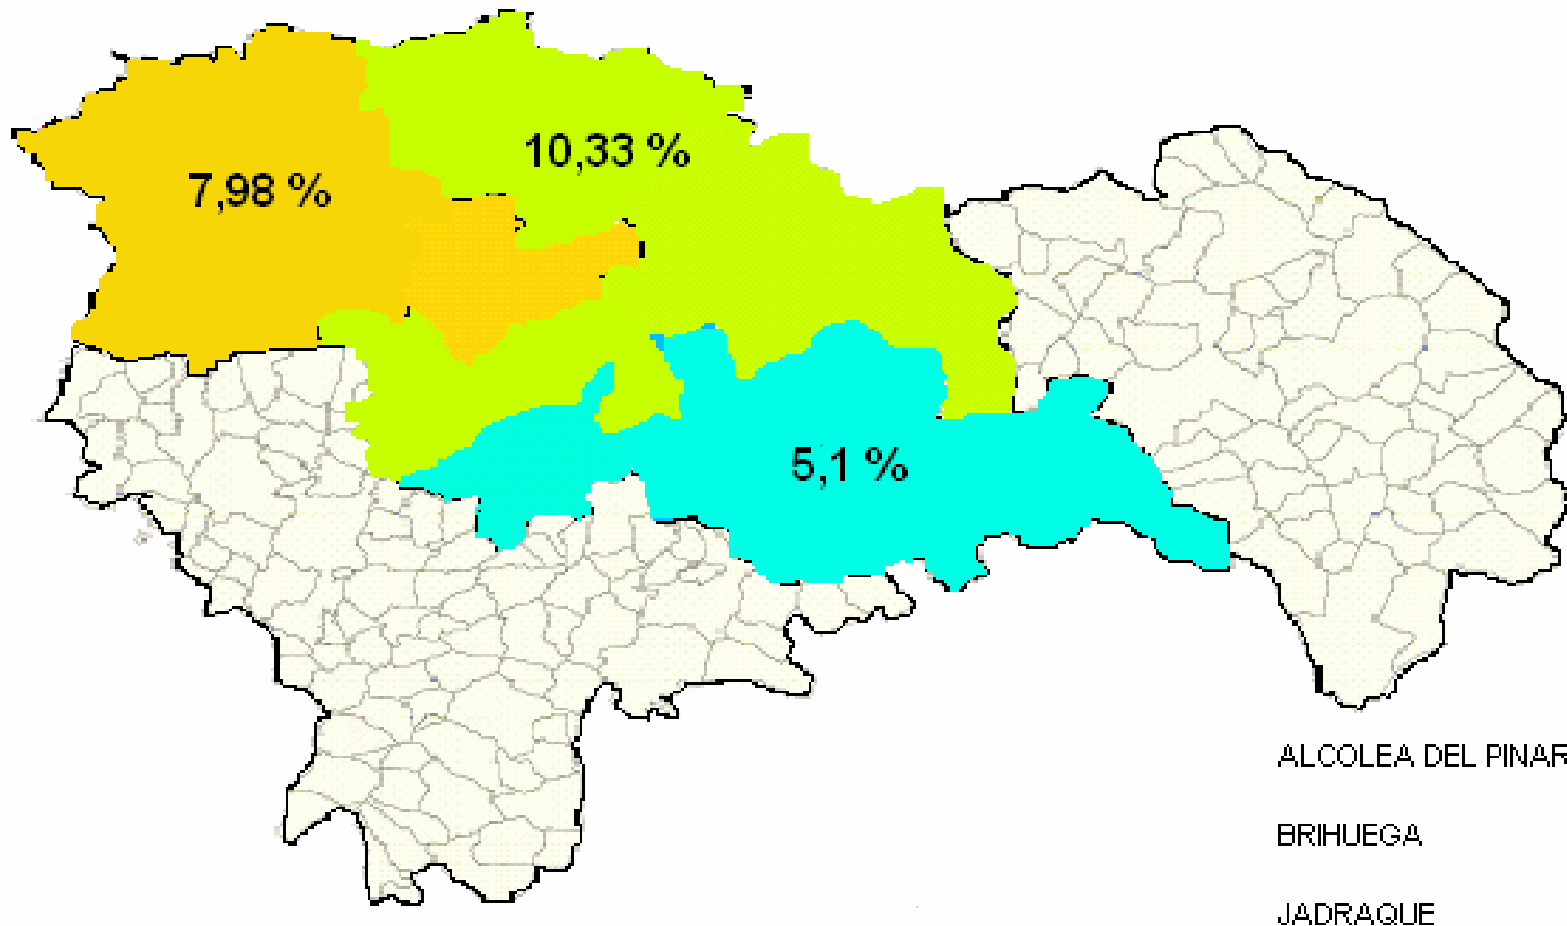 10,33 %
7,98 %
5,1 %
ALCOLEA DEL PINAR
BRIHUEGA
JADRAQUE